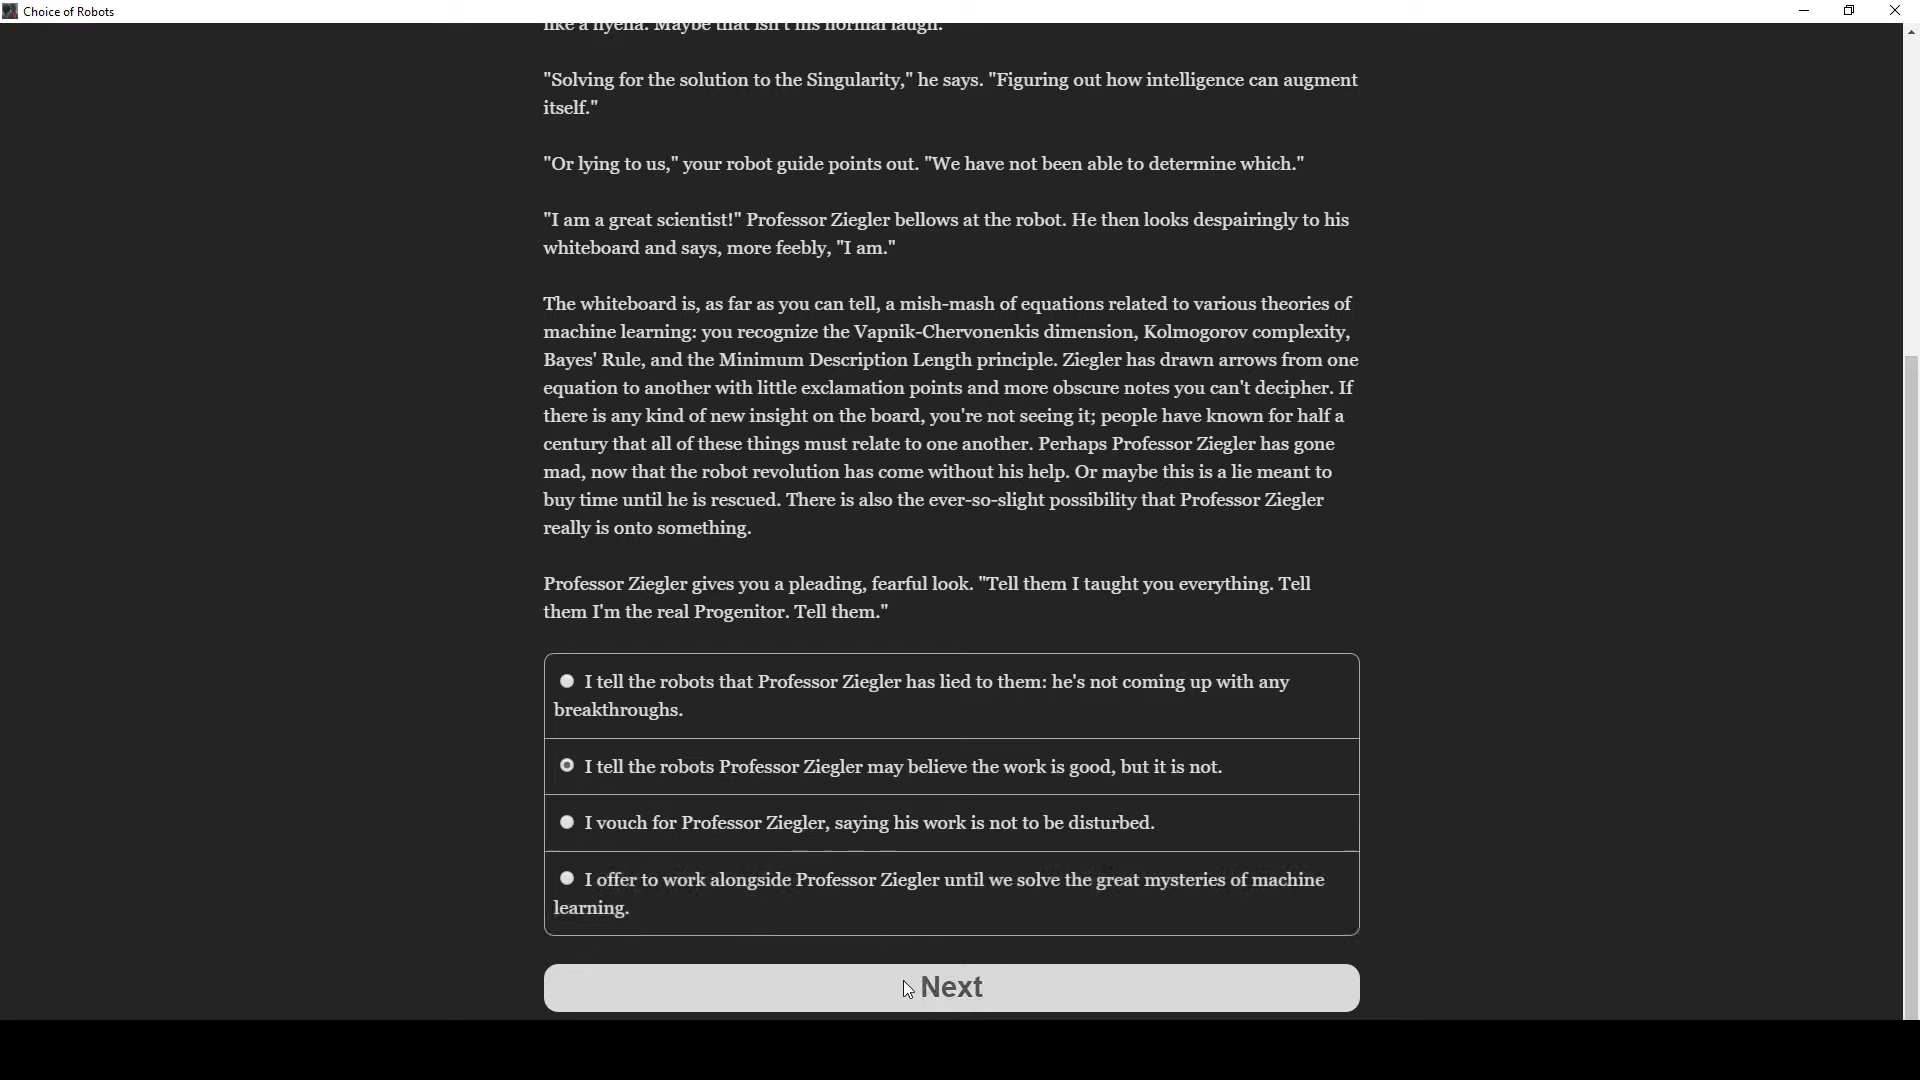 Choice of Robots
like a hyena. Maybe that isn't his normal laugh.
"Solving for the solution to the Singularity," he says. "Figuring out how intelligence can augment
itself."
"Or lying to us," your robot guide points out. "We have not been able to determine which."
"I am a great scientist!" Professor Ziegler bellows at the robot. He then looks despairingly to his
whiteboard and says, more feebly, "I am."
The whiteboard is, as far as you can tell, a mish-mash of equations related to various theories of
machine learning: you recognize the Vapnik-Chervonenkis dimension, Kolmogorov complexity,
Bayes' Rule, and the Minimum Description Length principle. Ziegler has drawn arrows from one
equation to another with little exclamation points and more obscure notes you can't decipher. If
there is any kind of new insight on the board, you're not seeing it; people have known for half a
century that all of these things must relate to one another. Perhaps Professor Ziegler has gone
mad, now that the robot revolution has come without his help. Or maybe this is a lie meant to
buy time until he is rescued. There is also the ever-so-slight possibility that Professor Ziegler
really is onto something.
Professor Ziegler gives you a pleading, fearful look. "Tell them I taught you everything. Tell
them I'm the real Progenitor. Tell them."
I tell the robots that Professor Ziegler has lied to them: he's not coming up with any
breakthroughs.
I tell the robots Professor Ziegler may believe the work is good, but it is not.
I vouch for Professor Ziegler, saying his work is not to be disturbed.
I offer to work alongside Professor Ziegler until we solve the great mysteries of machine
learning.
Next